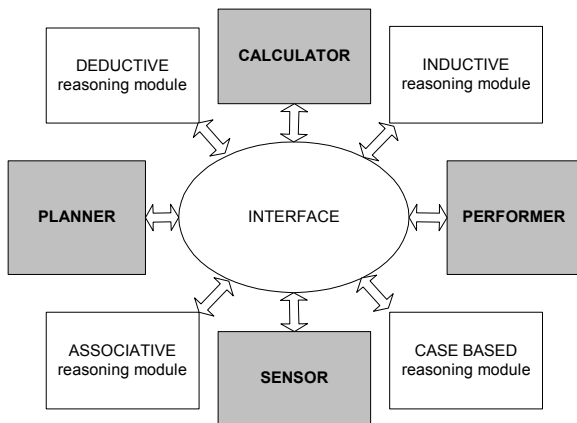 DEDUCTIVE
reasoning module
CALCULATOR
INDUCTIVE
reasoning module
PLANNER
INTERFACE
PERFORMER
ASSOCIATIVE
reasoning module
SENSOR
CASE BASED
reasoning module